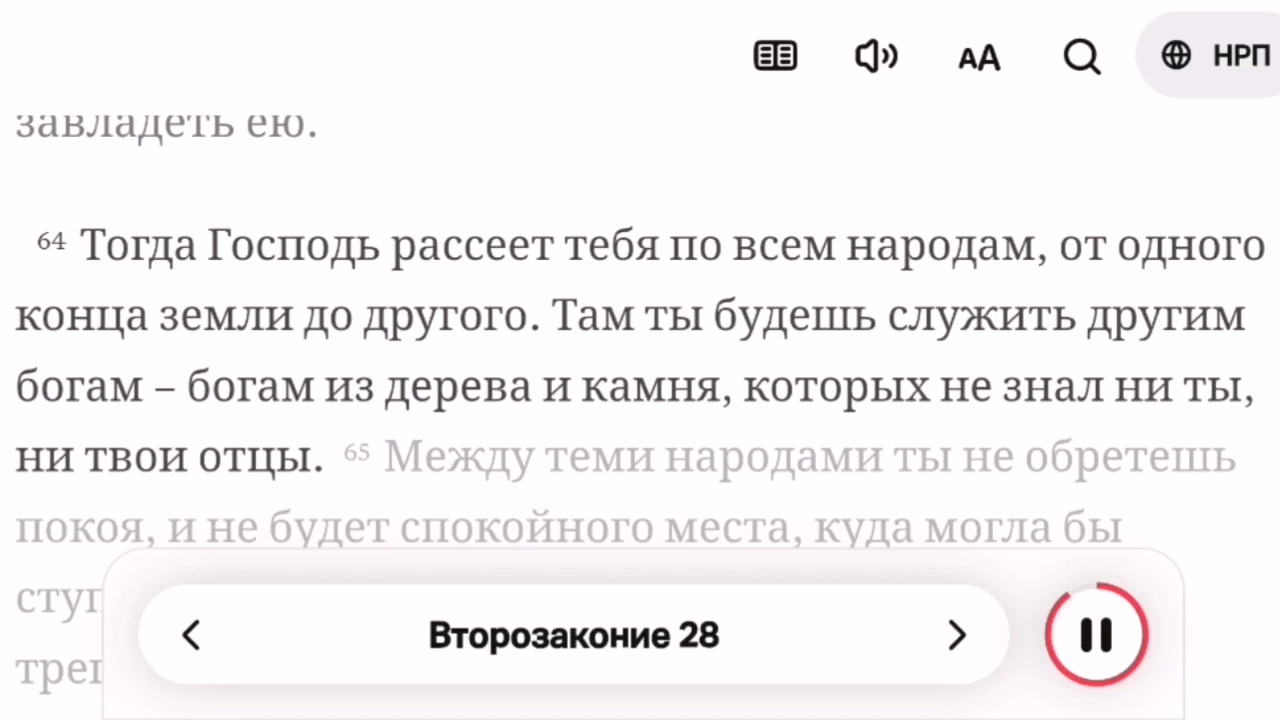 AA
НРП
завладеть ею.
64 Тогда Господь рассеет тебя по всем народам, от одного
конца земли до другого. Там ты будешь служить другим
богам – богам из дерева и камня, которых не знал ни ты,
ни твои отцы. 65 Между теми народами ты не обретешь
покоя, и не будет спокойного места, куда могла бы
Второзаконие 28